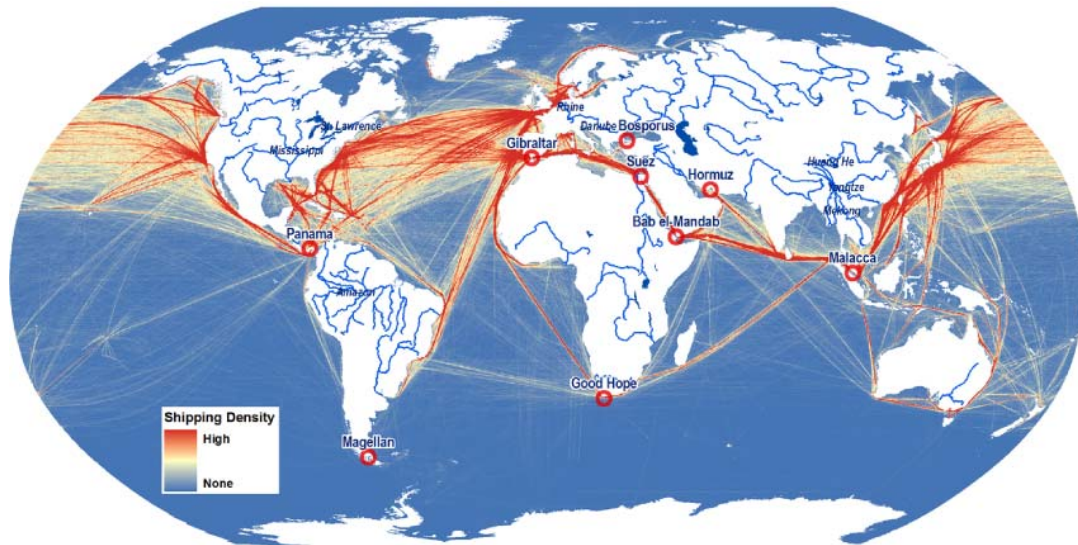 Rhine
St. Lawrence
Danube
Bosporus
Mississippi
Gibraltar
Suez
Huang He
Hormuz
Yangtze
Mekong
Bab el-Mandab
Panama
Malacca
Amazon
Good Hope
Shipping Density
High
None
Magellan